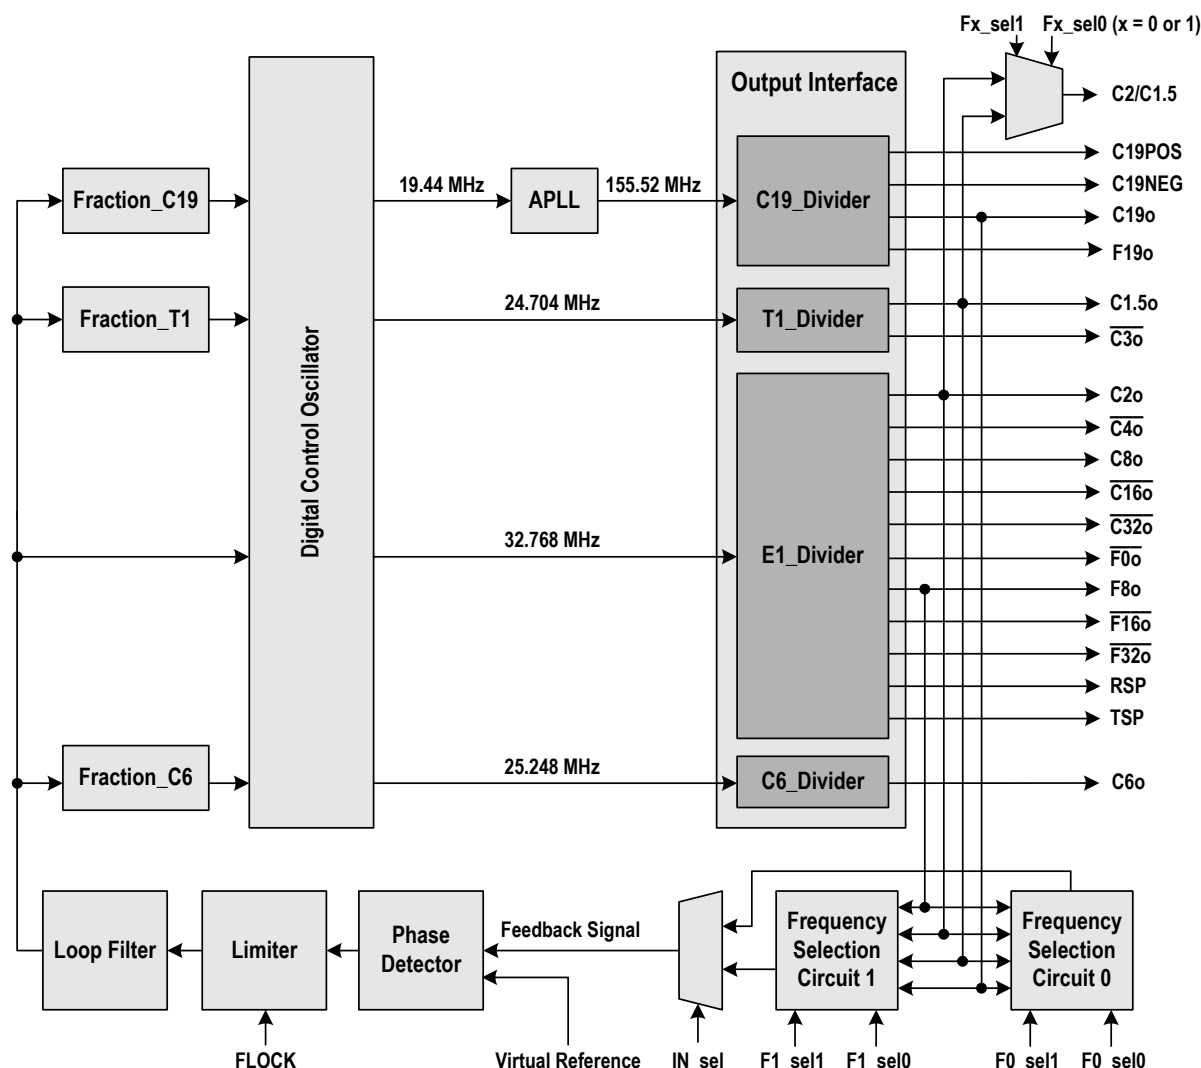 Fx_sel1
Fx_sel0 (x = 0 or 1)
Output Interface
C2/C1.5
C19POS
Fraction_C19
19.44 MHz
APLL
155.52 MHz
C19_Divider
C19NEG
C19o
F19o
Fraction_T1
24.704 MHz
T1_Divider
C1.5o
C3o
Digital Control Oscillator
C2o
C4o
C8o
C16o
C32o
32.768 MHz
E1_Divider
F0o
F8o
F16o
F32o
RSP
TSP
Fraction_C6
25.248 MHz
C6_Divider
C6o
Loop Filter
Limiter
Phase
Detector
Feedback Signal
Frequency
Selection
Circuit 1
Frequency
Selection
Circuit 0
FLOCK
Virtual Reference
IN_sel
F1_sel1
F1_sel0
F0_sel1
F0_sel0